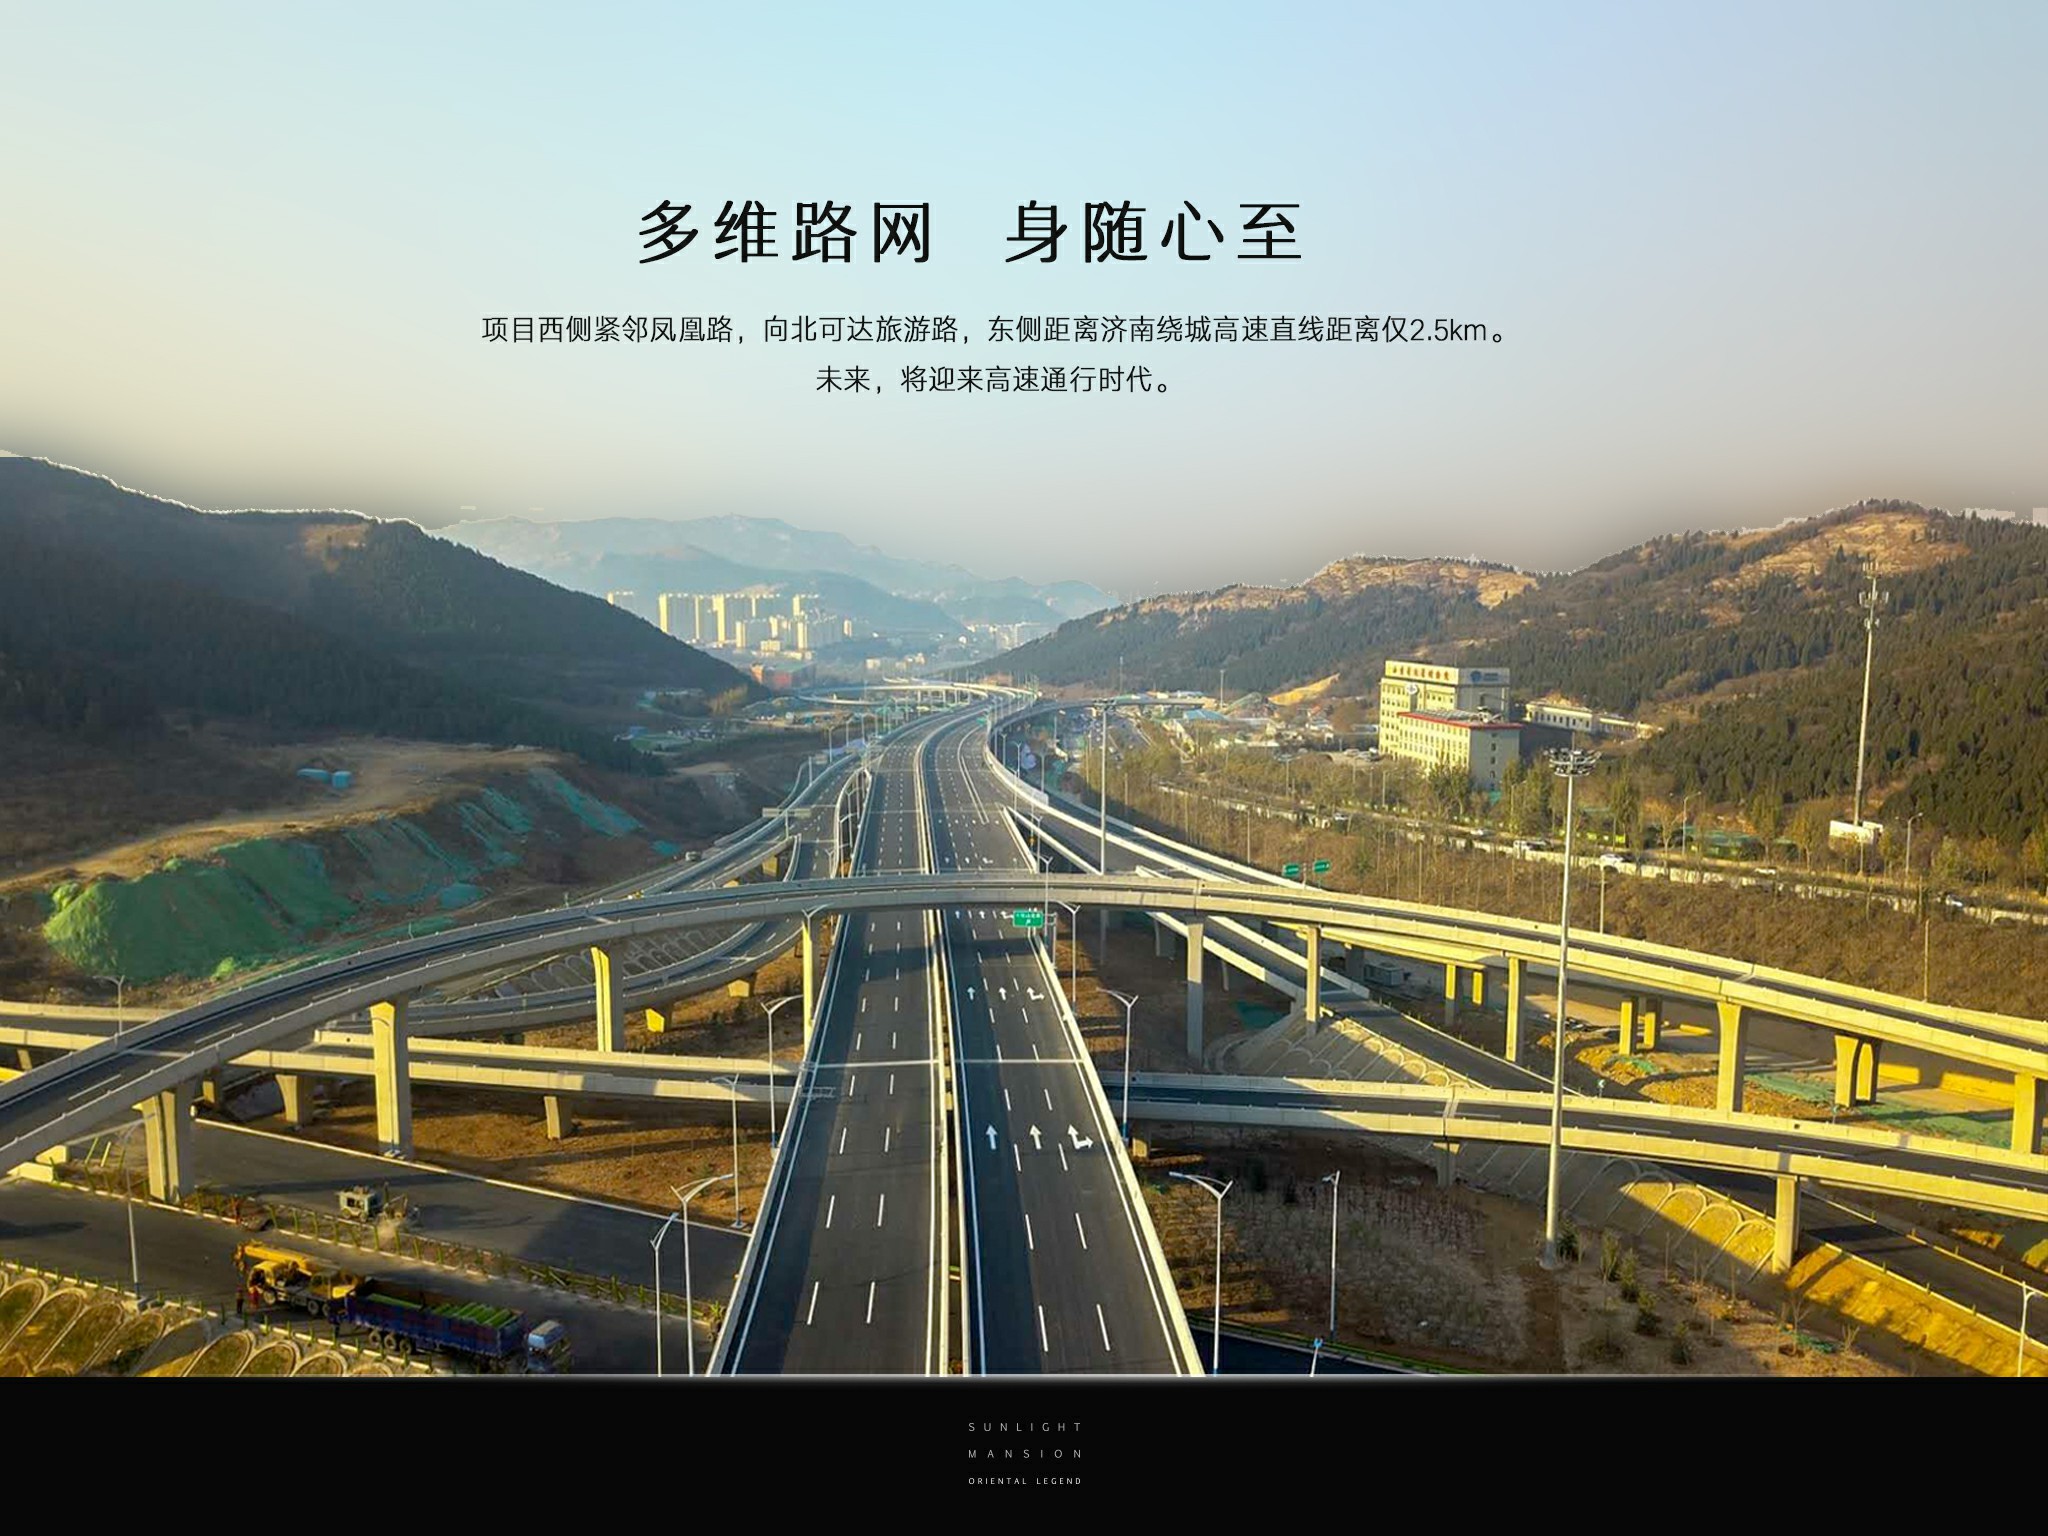 多维路网 身随心至
项目西侧紧邻凤凰路，向北可达旅游路，东侧距离济南绕城高速直线距离仅2.5km。
未来，将迎来高速通行时代。
SUNLIGHT
MANSION
ORIENTAL LEGEND